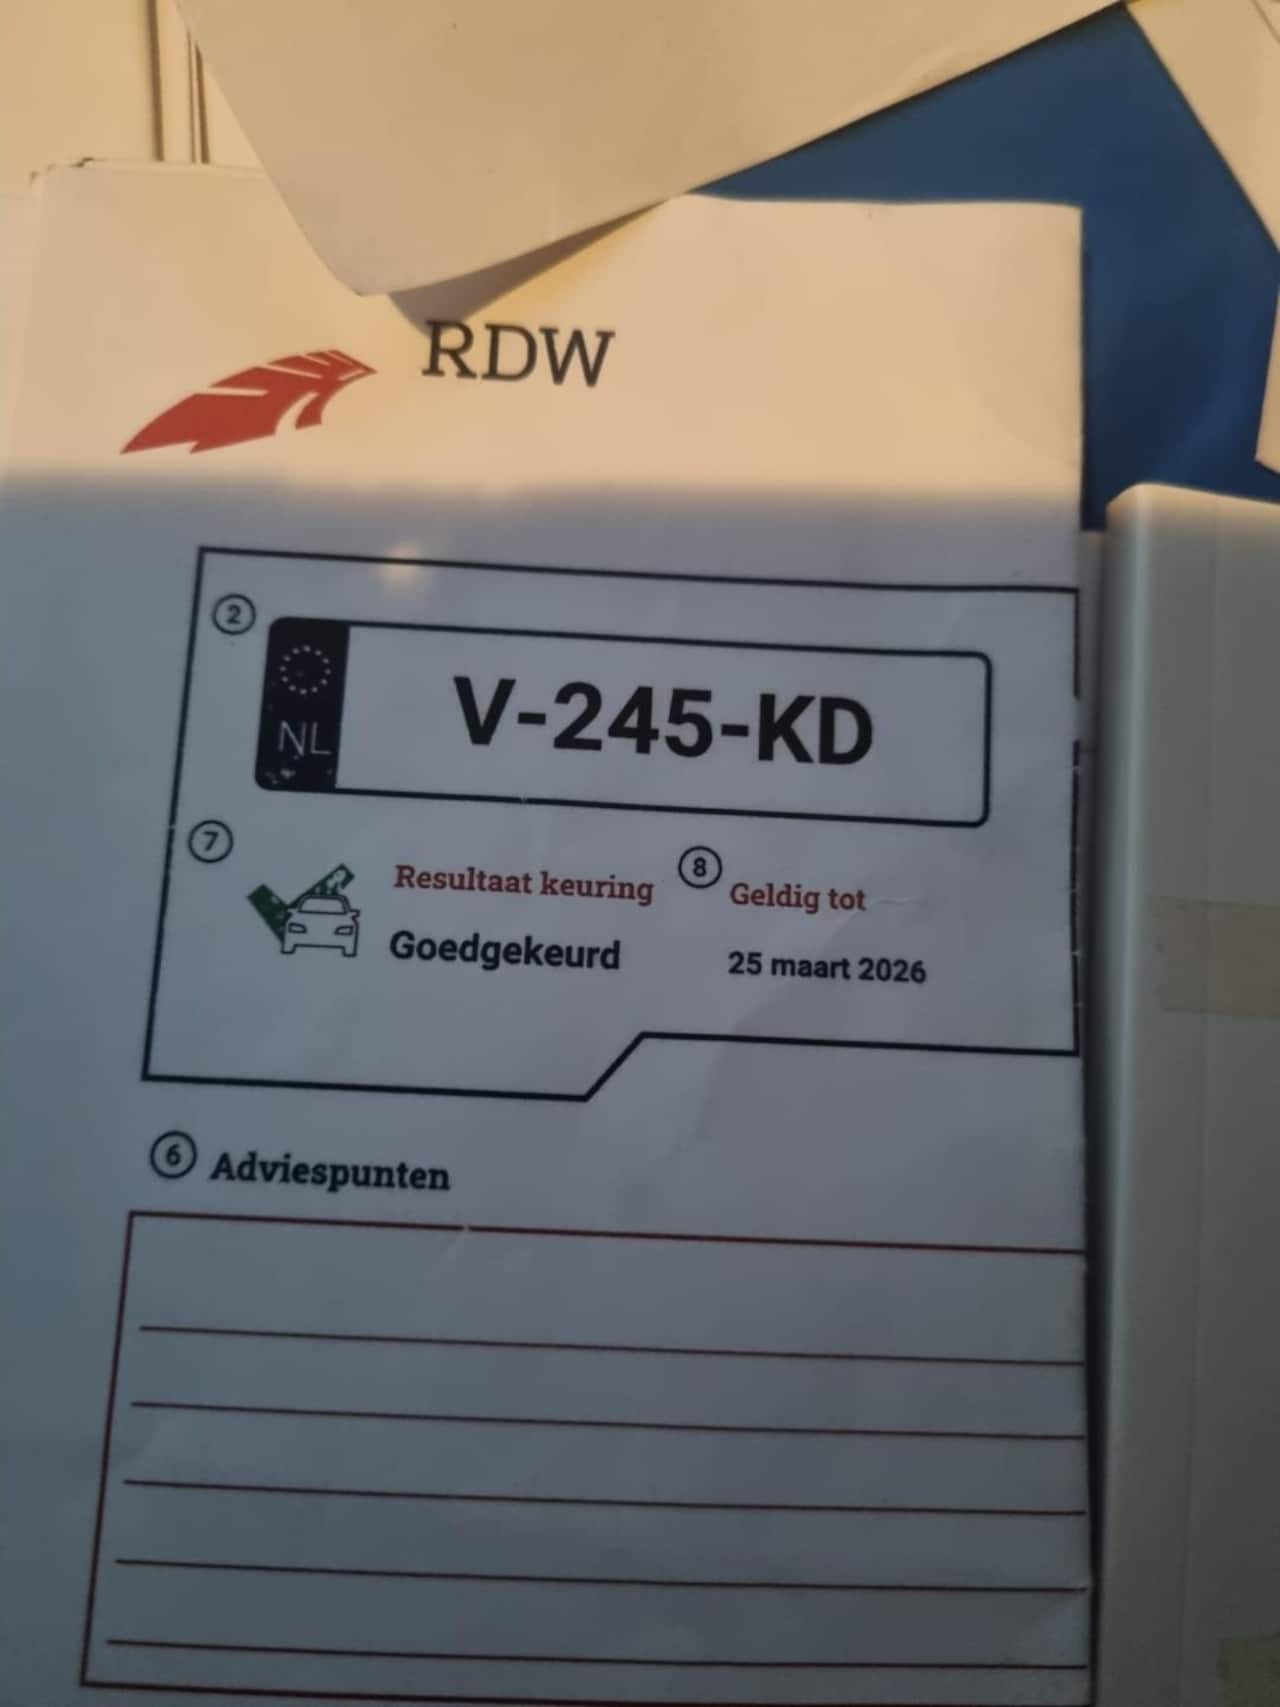 RDW
2
NL
V-245-KD
7
Resultaat keuring
8
Geldig tot
Goedgekeurd
25 maart 2026
6 Adviespunten